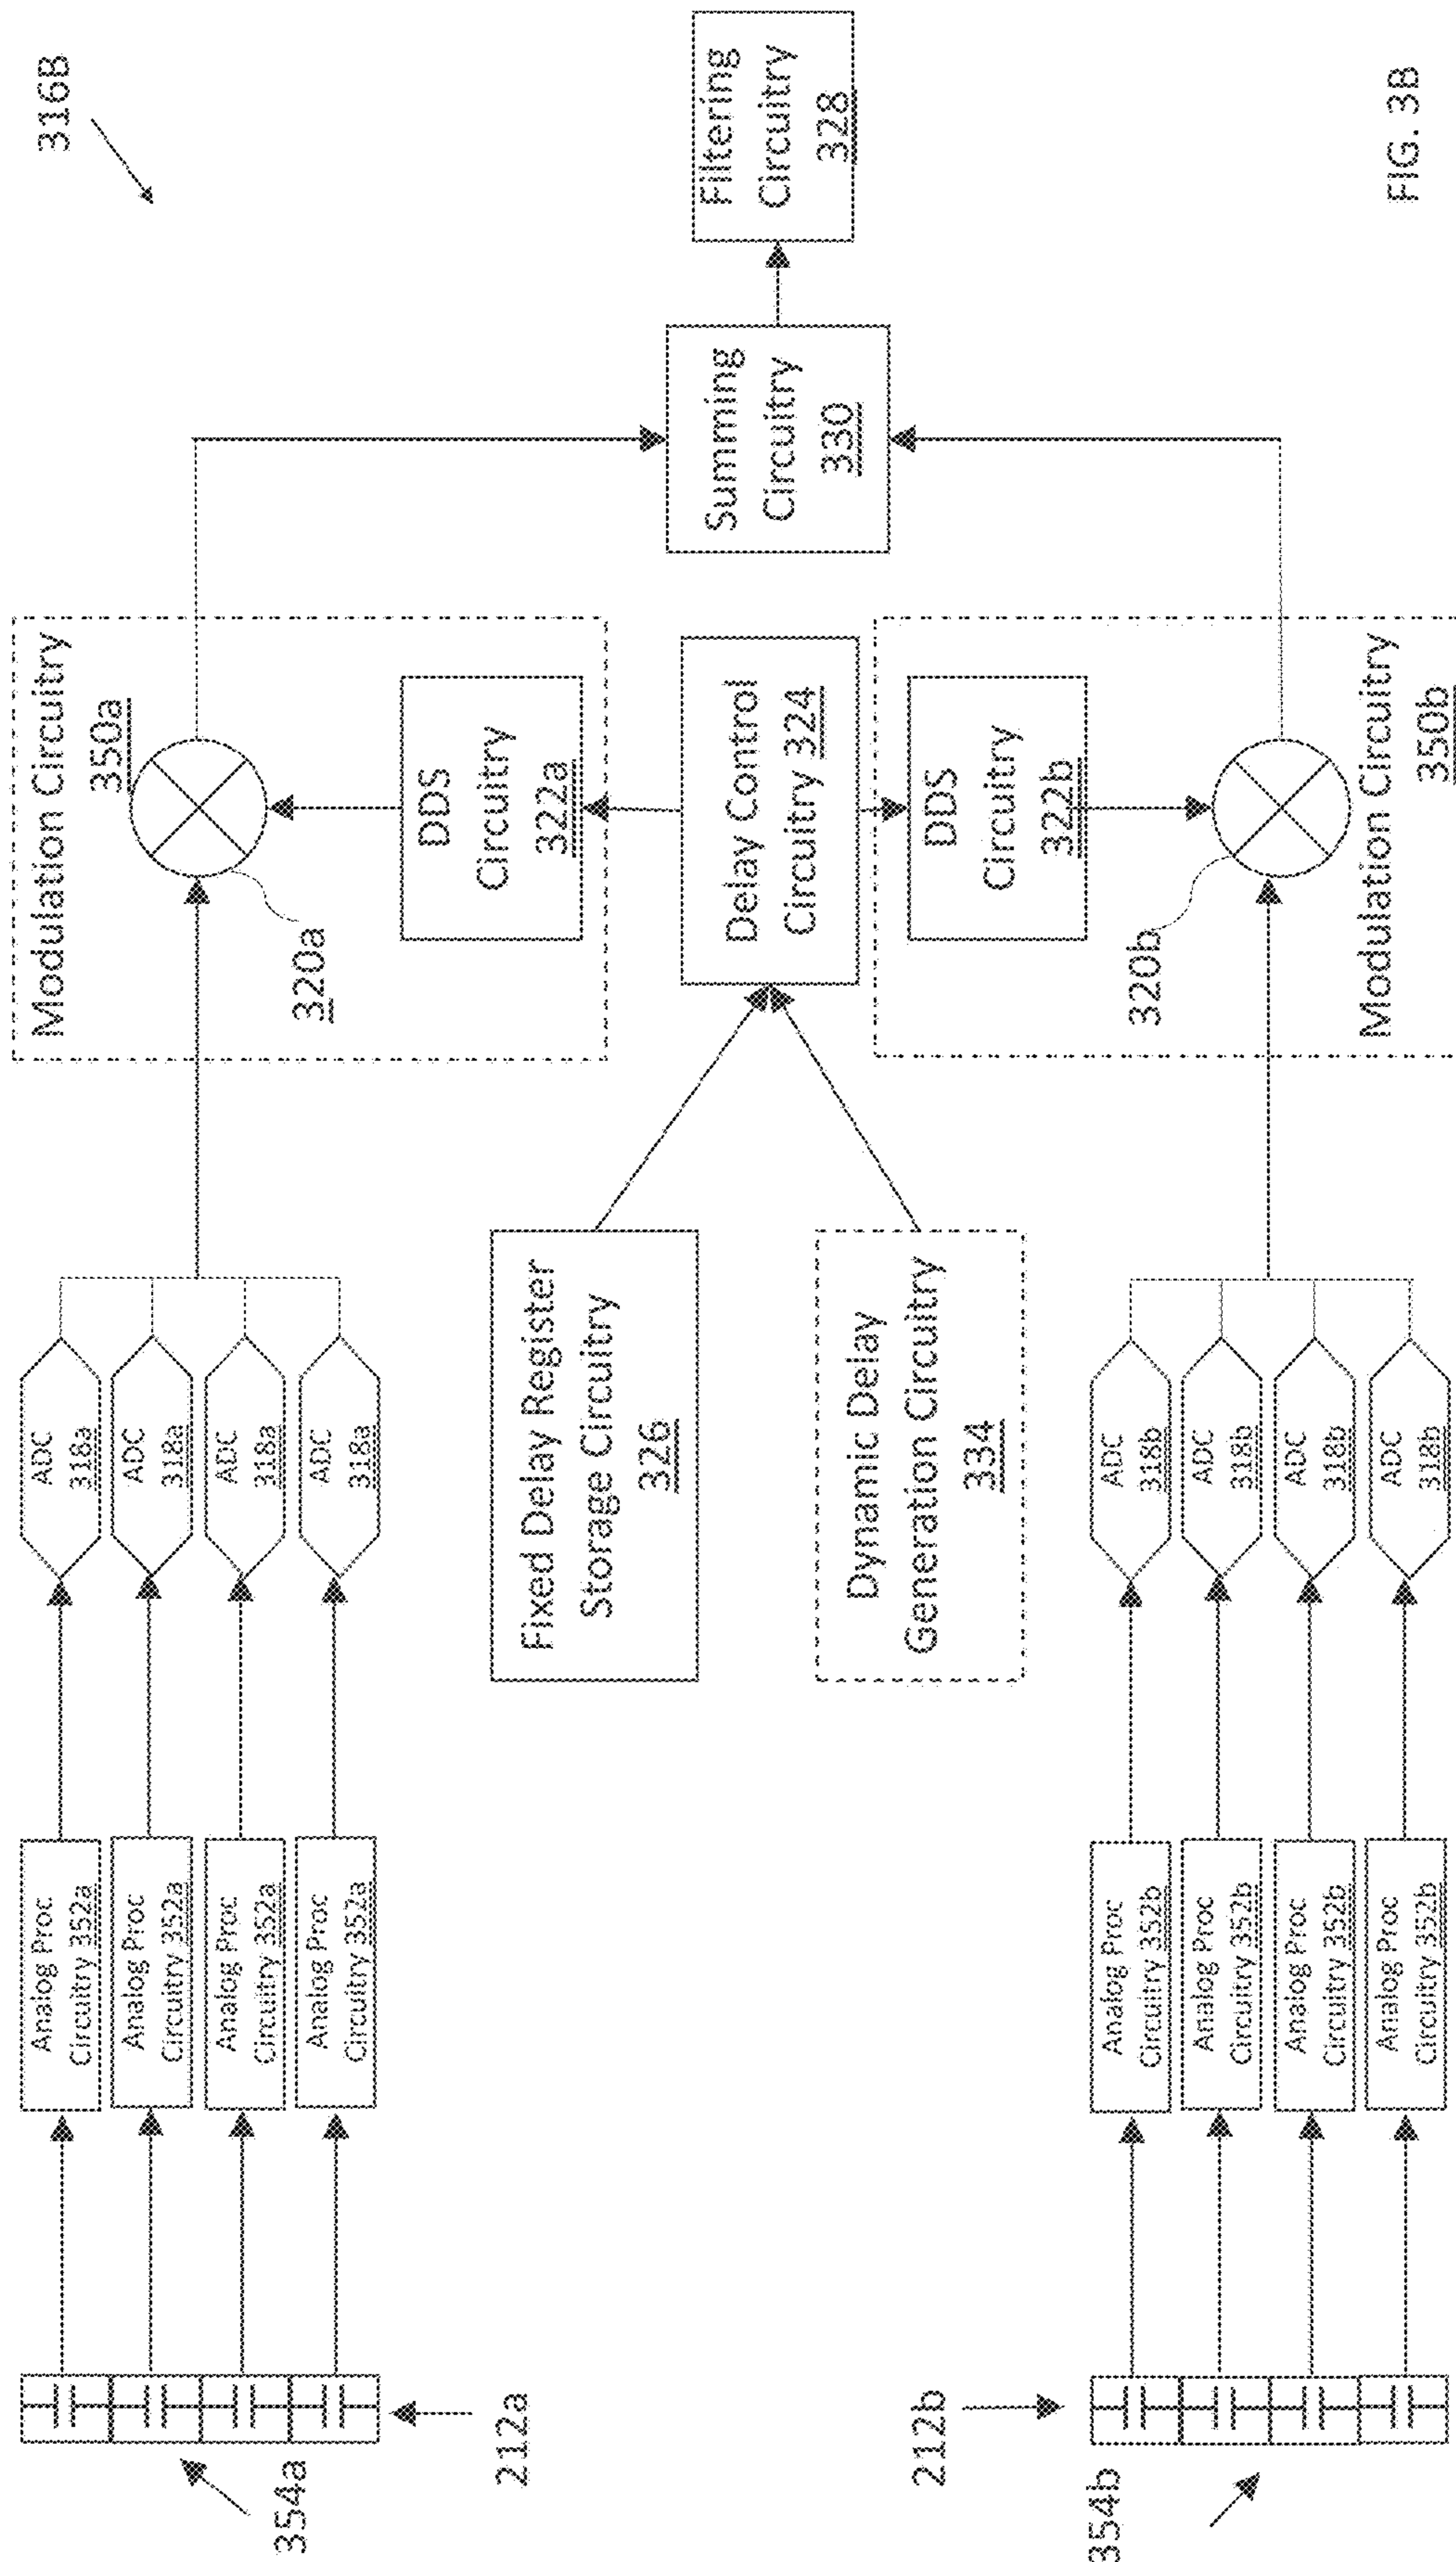 316B
354a
212a
Analog Proc
Circuitry 352a
Analog Proc
Circuitry 352a
Analog Proc
Circuitry 352a
Analog Proc
Circuitry 352a
ADC
318a
ADC
318a
ADC
318a
ADC
318a
Modulation Circuitry
350a
320a
DDS
Circuitry
322a
Fixed Delay Register
Storage Circuitry
326
Dynamic Delay
Generation Circuitry
334
Delay Control
Circuitry 324
Summing
Circuitry
330
Filtering
Circuitry
328
212b
354b
Analog Proc
Circuitry 352b
Analog Proc
Circuitry 352b
Analog Proc
Circuitry 352b
Analog Proc
Circuitry 352b
ADC
318b
ADC
318b
ADC
318b
ADC
318b
DDS
Circuitry
322b
320b
Modulation Circuitry
350b
FIG. 3B